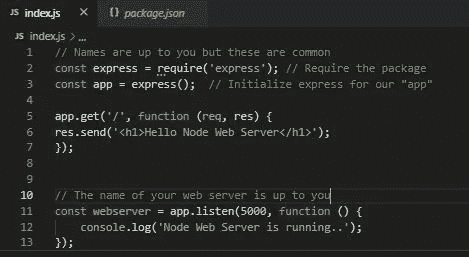 index.js × {} package.json
index.js > ...
1 // Names are up to you but these are common
2 const express = require('express'); // Require the package
3 const app = express();  // Initialize express for our "app"
4
5 app.get('/', function (req, res) {
6 res.send('<h1>Hello Node Web Server</h1>');
7 });
8
9
10 // The name of your web server is up to you
11 const webserver = app.listen(5000, function () {
12     console.log('Node Web Server is running..');
13 });